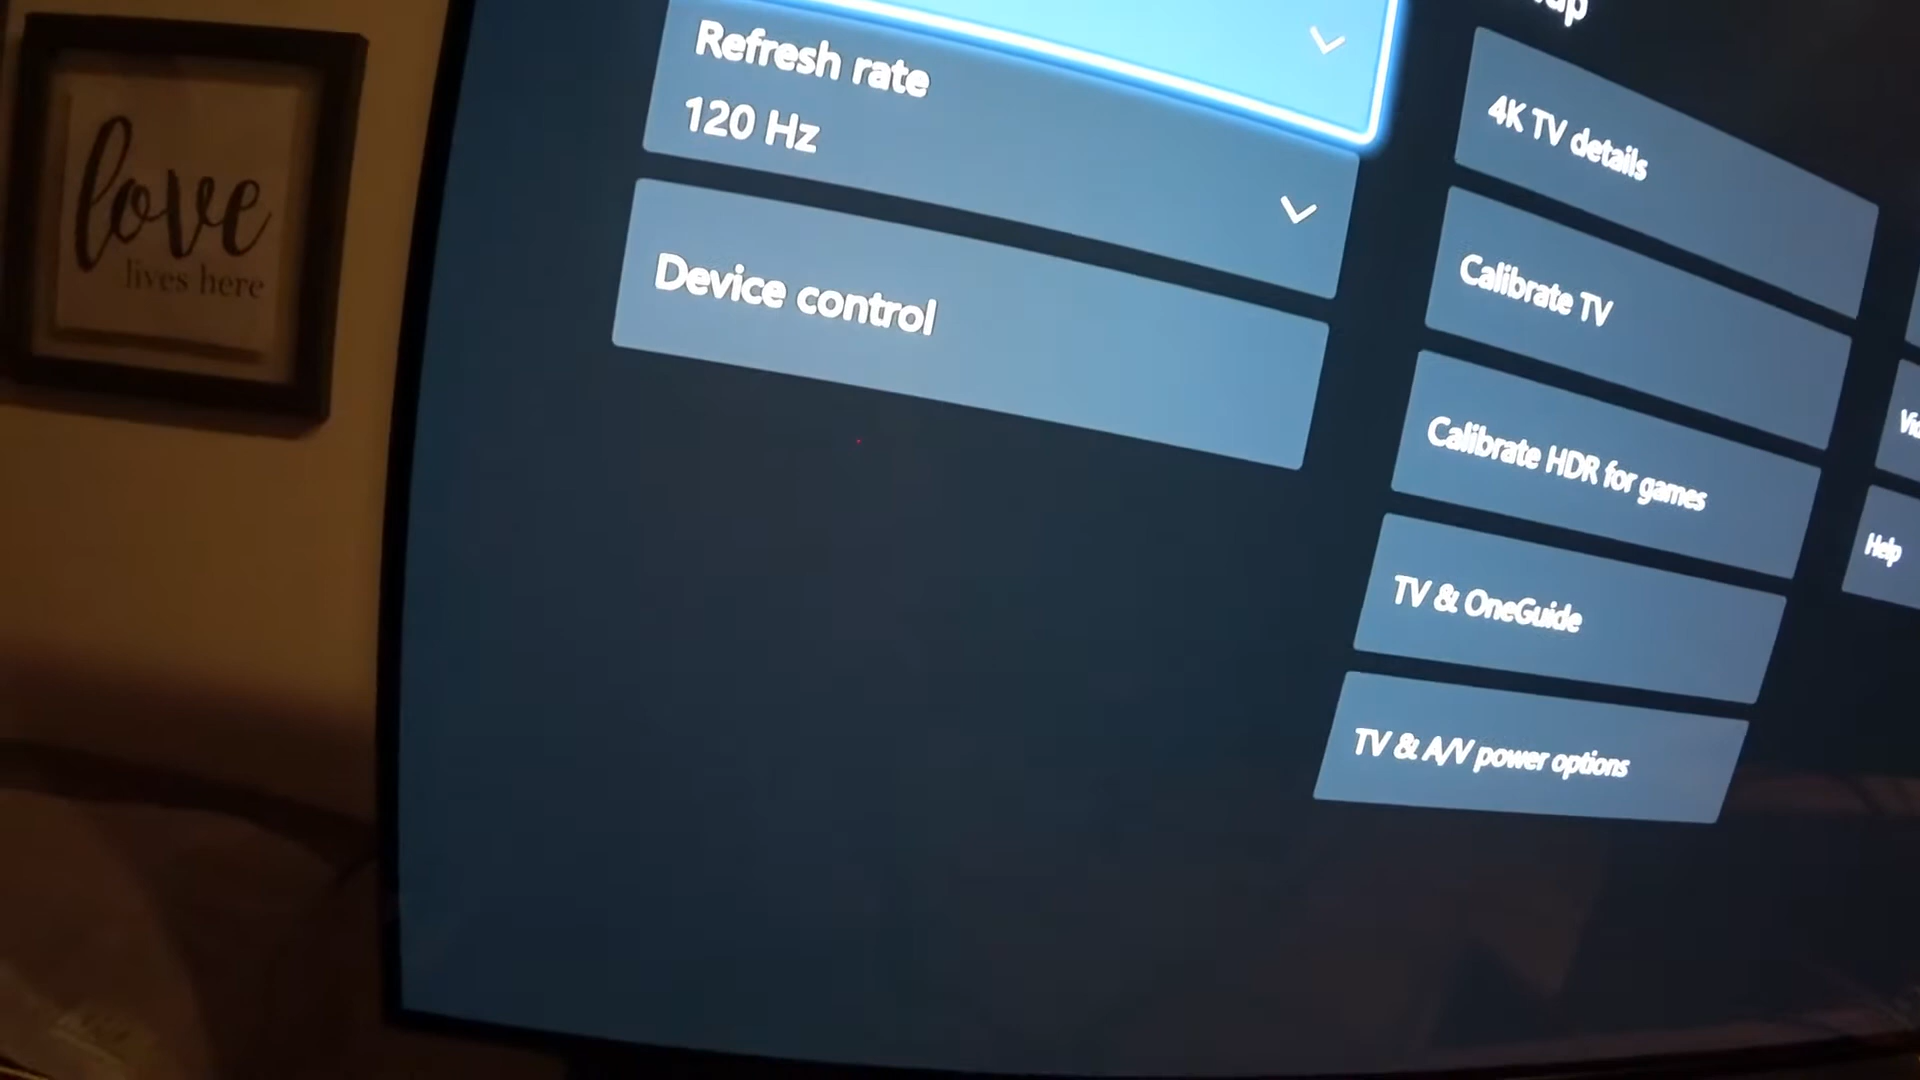 love
lives here
Refresh rate
120 Hz
Device control
4K TV details
Calibrate TV
Calibrate HDR for games
TV & OneGuide
TV & A/V power options
Help